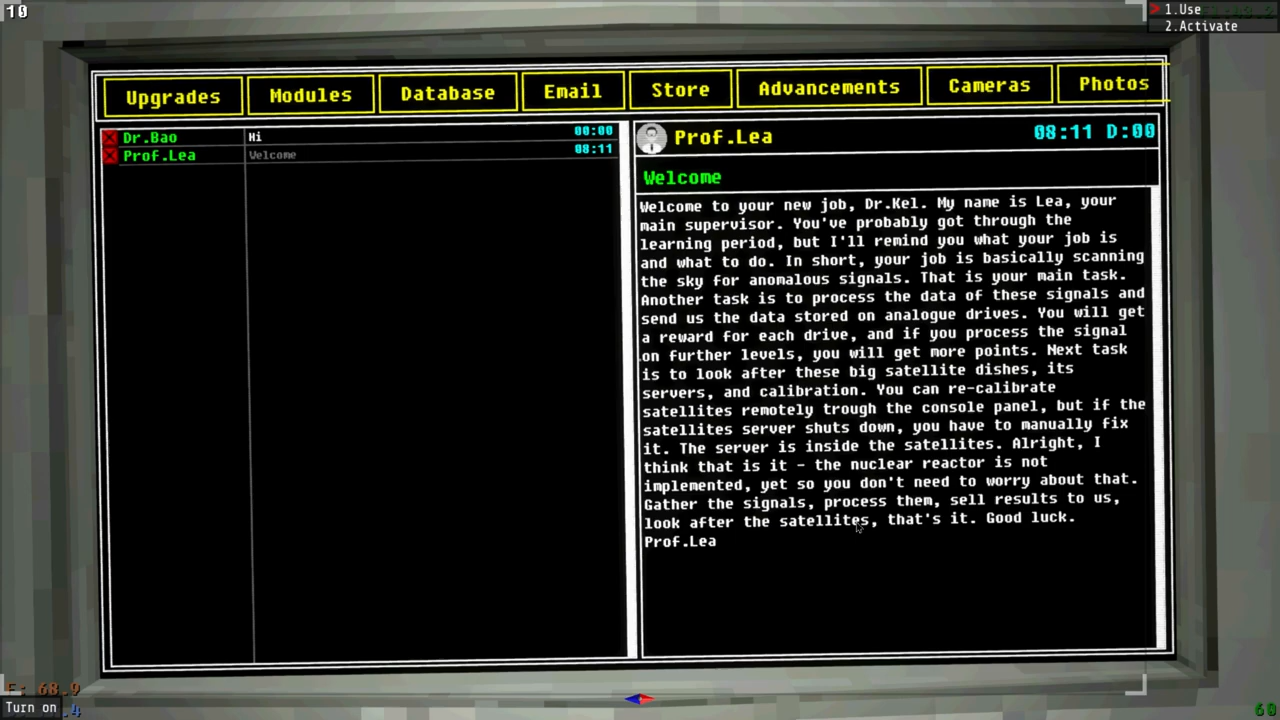 10
1.Use
2.Activate
Upgrades Modules Database Email Store Advancements Cameras Photos
Dr.Bao Hi 00:00
Prof.Lea Welcome 08:11
Prof.Lea 08:11 D:00
Welcome
Welcome to your new job, Dr.Kel. My name is Lea, your
main supervisor. You've probably got through the
learning period, but I'll remind you what your job is
and what to do. In short, your job is basically scanning
the sky for anomalous signals. That is your main task.
Another task is to process the data of these signals and
send us the data stored on analogue drives. You will get
a reward for each drive, and if you process the signal
on further levels, you will get more points. Next task
is to look after these big satellite dishes, its
servers, and calibration. You can re-calibrate
satellites remotely trough the console panel, but if the
satellites server shuts down, you have to manually fix
it. The server is inside the satellites. Alright, I
think that is it - the nuclear reactor is not
implemented, yet so you don't need to worry about that.
Gather the signals, process them, sell results to us,
look after the satellites, that's it. Good luck.
Prof.Lea
68.9
Turn on
60